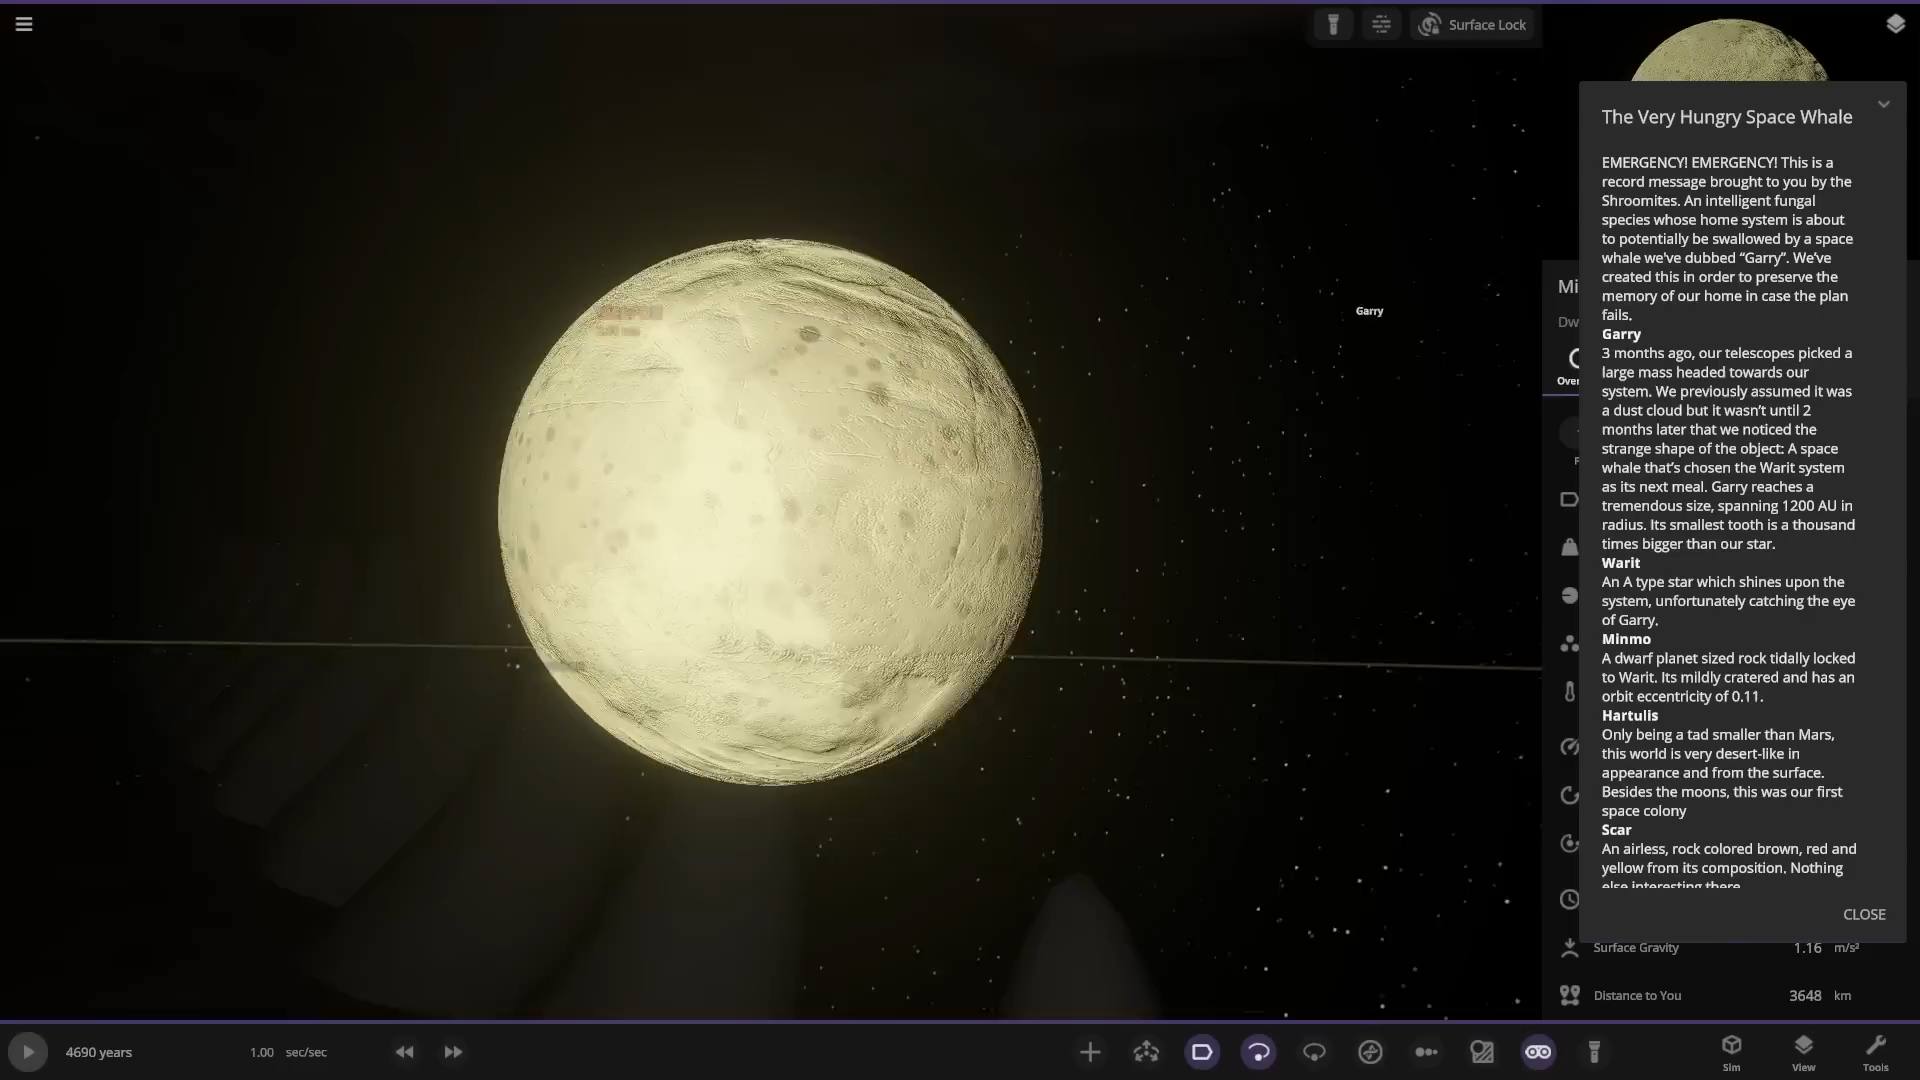 Surface Lock
The Very Hungry Space Whale
EMERGENCY! EMERGENCY! This is a
record message brought to you by the
Shroomites. An intelligent fungal
species whose home system is about
to potentially be swallowed by a space
whale we've dubbed “Garry”. We’ve
created this in order to preserve the
memory of our home in case the plan
fails.
Garry
3 months ago, our telescopes picked a
large mass headed towards our
system. We previously assumed it was
a dust cloud but it wasn’t until 2
months later that we noticed the
strange shape of the object: A space
whale that’s chosen the Warit system
as its next meal. Garry reaches a
tremendous size, spanning 1200 AU in
radius. Its smallest tooth is a thousand
times bigger than our star.
Warit
An A type star which shines upon the
system, unfortunately catching the eye
of Garry.
Minmo
A dwarf planet sized rock tidally locked
to Warit. Its mildly cratered and has an
orbit eccentricity of 0.11.
Hartulis
Only being a tad smaller than Mars,
this world is very desert-like in
appearance and from the surface.
Besides the moons, this was our first
space colony
Scar
An airless, rock colored brown, red and
yellow from its composition. Nothing
else interesting there
CLOSE
Garry
Mi
Dw
Over
Surface Gravity 1.16 m/s²
Distance to You 3648 km
4690 years 1.00 sec/sec
Sim View Tools